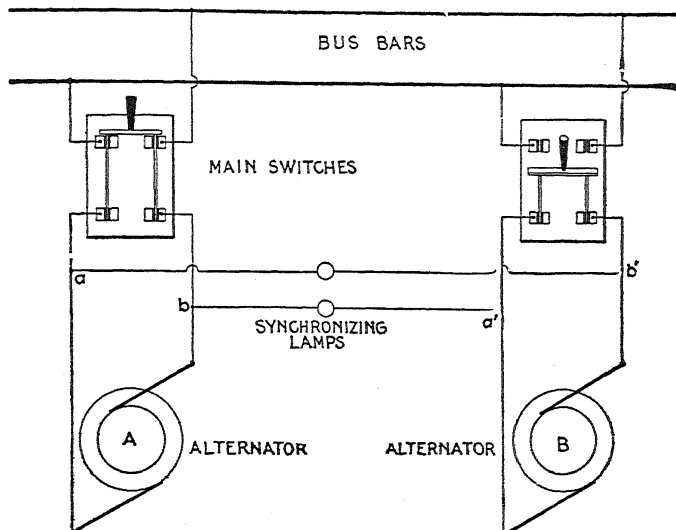 BUS BARS
MAIN SWITCHES
a
b'
b
a'
SYNCHRONIZING
LAMPS
A
ALTERNATOR
ALTERNATOR
B